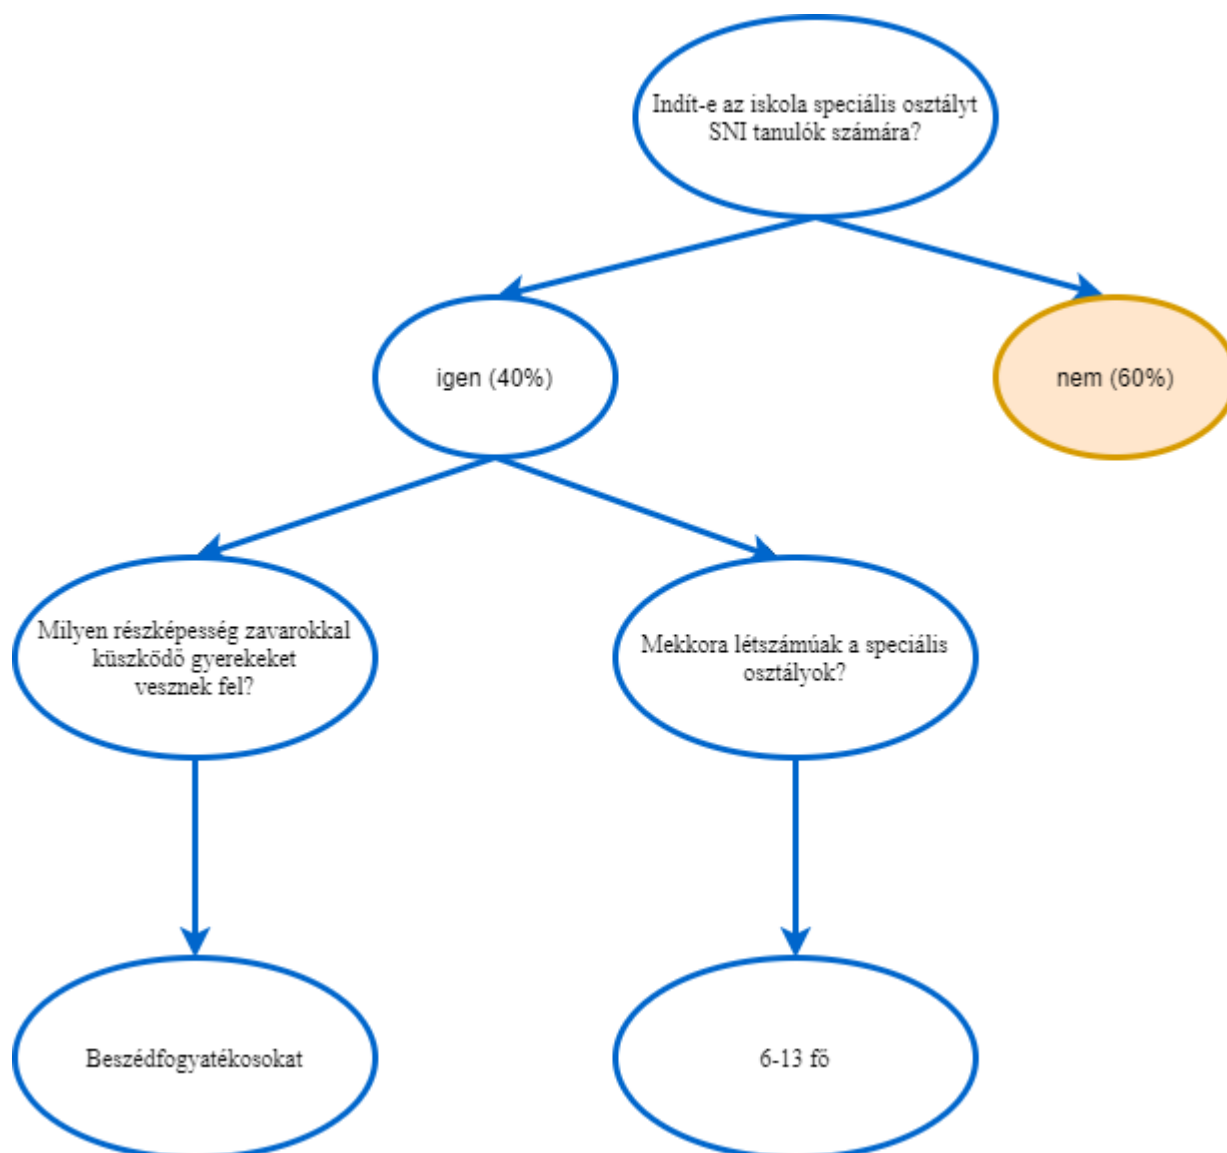 Indít-e az iskola speciális osztályt
SNI tanulók számára?
igen (40%)
nem (60%)
Milyen részképesség zavarokkal
küszködő gyerekeket
vesznek fel?
Mekkora létszámúak a speciális
osztályok?
Beszédfogyatékosokat
6-13 fő